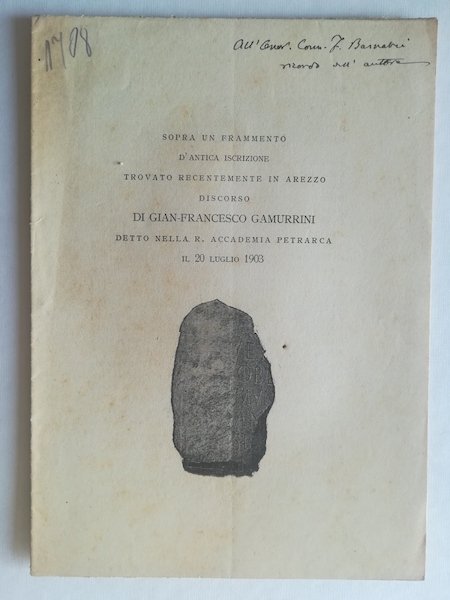 1708
All' Onor. Com. F. Barnabei
ricordo dell' autore
SOPRA UN FRAMMENTO
D'ANTICA ISCRIZIONE
TROVATO RECENTEMENTE IN AREZZO
DISCORSO
DI GIAN-FRANCESCO GAMURRINI
DETTO NELLA R. ACCADEMIA PETRARCA
IL 20 LUGLIO 1903